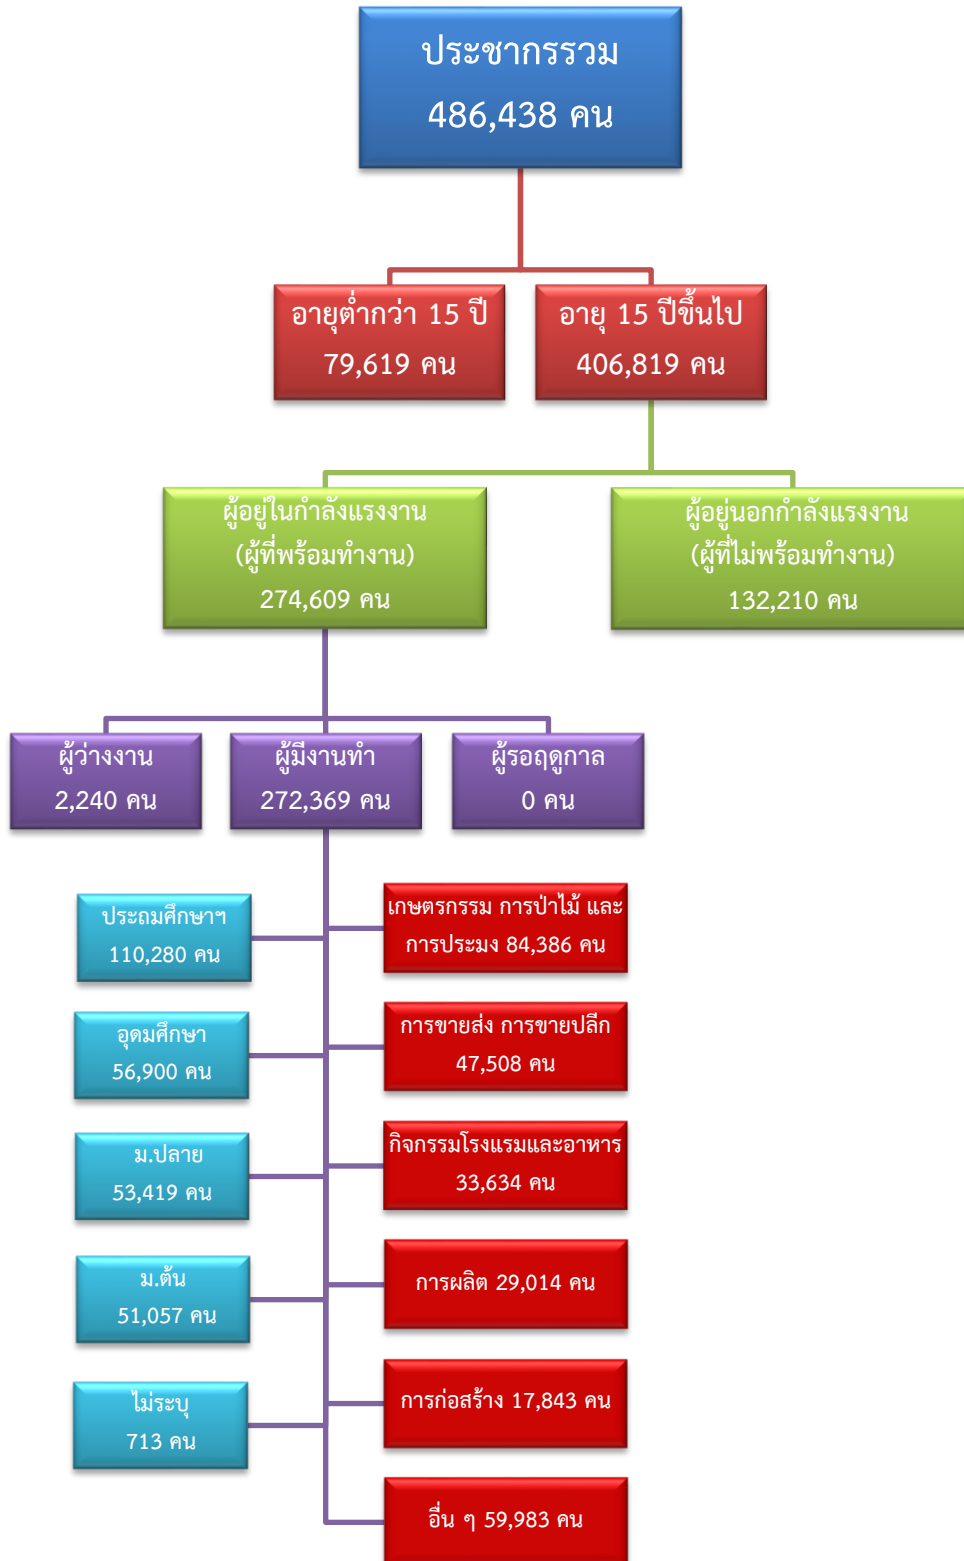 ประชากรรวม
486,438 คน
อายุต่ำกว่า 15 ปี
79,619 คน
อายุ 15 ปีขึ้นไป
406,819 คน
ผู้อยู่ในกำลังแรงงาน
(ผู้ที่พร้อมทำงาน)
274,609 คน
ผู้อยู่นอกกำลังแรงงาน
(ผู้ที่ไม่พร้อมทำงาน)
132,210 คน
ผู้ว่างงาน
2,240 คน
ผู้มีงานทำ
272,369 คน
ผู้รอฤดูกาล
0 คน
ประถมศึกษาฯ
110,280 คน
อุดมศึกษา
56,900 คน
ม.ปลาย
53,419 คน
ม.ต้น
51,057 คน
ไม่ระบุ
713 คน
เกษตรกรรม การป่าไม้ และ
การประมง 84,386 คน
การขายส่ง การขายปลีก
47,508 คน
กิจกรรมโรงแรมและอาหาร
33,634 คน
การผลิต 29,014 คน
การก่อสร้าง 17,843 คน
อื่น ๆ 59,983 คน